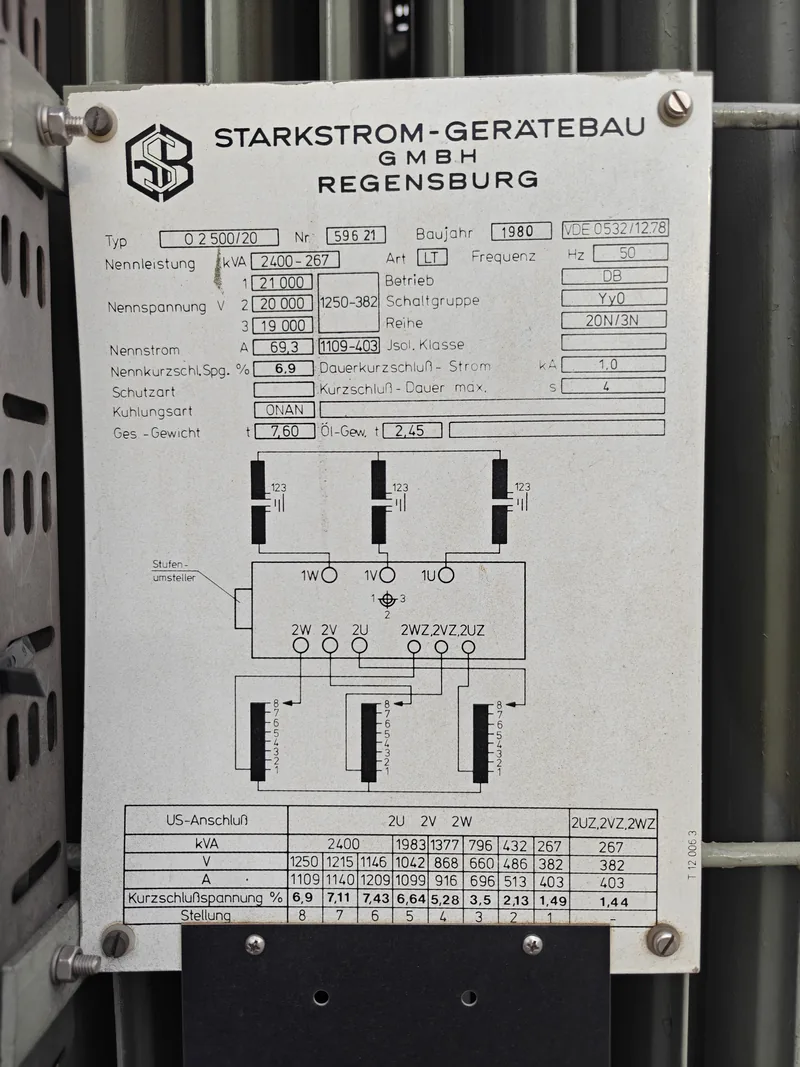 SB
STARKSTROM-GERÄTEBAU
GMBH
REGENSBURG
Typ O 2 500/20 Nr 596 21 Baujahr 1980 VDE 0532/12.78
Nennleistung kVA 2400-267 Art LT Frequenz Hz 50
1 21 000 Betrieb DB
Nennspannung V 2 20 000 1250-382 Schaltgruppe Yy0
3 19 000 Reihe 20N/3N
Nennstrom A 69,3 1109-403 Jsol. Klasse
Nennkurzschl.Spg. % 6,9 Dauerkurzschluß-Strom kA 1,0
Schutzart Kurzschluß-Dauer max. s 4
Kuhlungsart ONAN
Ges-Gewicht t 7,60 Öl-Gew. t 2,45
123 123 123
Stufen-
umsteller
1W 1V 1U
1 3
2
2W 2V 2U 2WZ,2VZ,2UZ
8 8 8
7 7 7
6 6 6
5 5 5
4 4 4
3 3 3
2 2 2
1 1 1
US-Anschluß 2U 2V 2W 2UZ,2VZ,2WZ
kVA 2400 1983 1377 796 432 267 267
V 1250 1215 1146 1042 868 660 486 382 382
A 1109 1140 1209 1099 916 696 513 403 403
Kurzschlußspannung % 6,9 7,11 7,43 6,64 5,28 3,5 2,13 1,49 1,44
Stellung 8 7 6 5 4 3 2 1 -
T 12 006 3